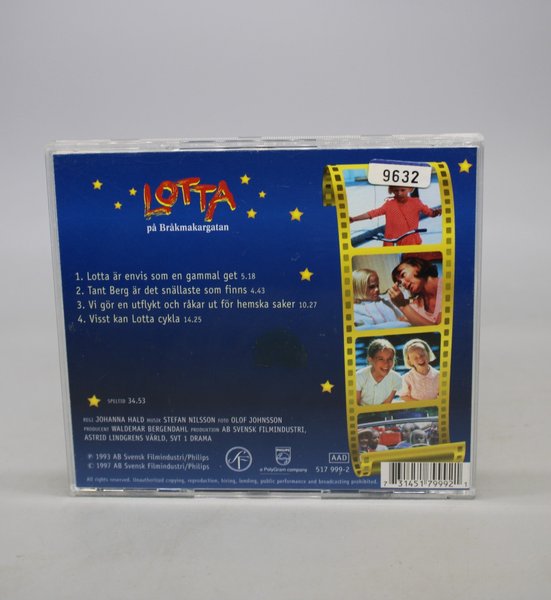 9632
LOTTA
på Bråkmakargatan
1. Lotta är envis som en gammal get 5.18
2. Tant Berg är det snällaste som finns 4.43
3. Vi gör en utflykt och råkar ut för hemska saker 10.27
4. Visst kan Lotta cykla 14.25
SPELTID 34.53
REGI JOHANNA HALD MUSIK STEFAN NILSSON FOTO OLOF JOHNSSON
PRODUCENT WALDEMAR BERGENDAHL PRODUKTION AB SVENSK FILMINDUSTRI,
ASTRID LINDGRENS VÄRLD, SVT 1 DRAMA
℗ 1993 AB Svensk Filmindustri/Philips
© 1997 AB Svensk Filmindustri/Philips
SF
PHILIPS
a PolyGram company
AAD
517 999-2
7 31451 79992 1
All rights reserved. Unauthorized copying, reproduction, hiring, lending, public performance and broadcasting prohibited.